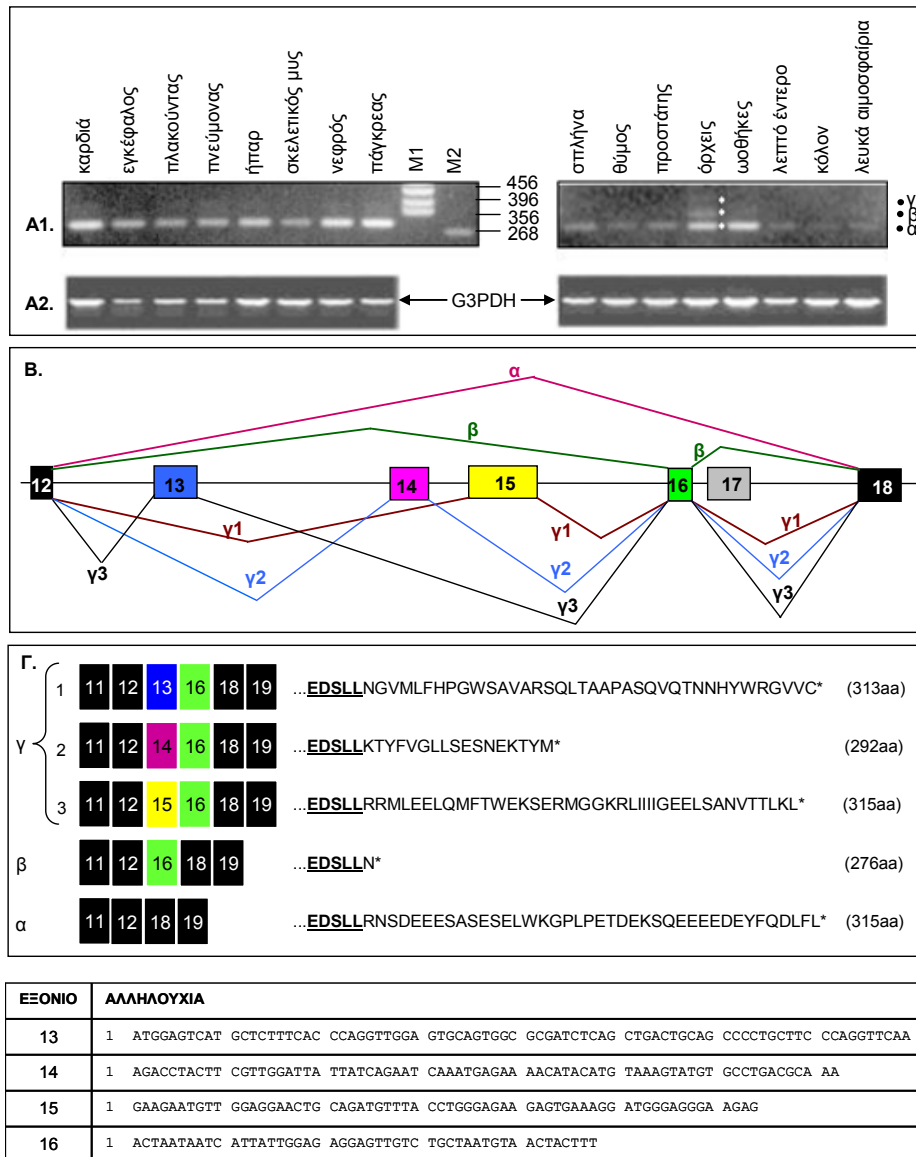 καρδιά
εγκέφαλος
πλακούντας
πνεύμονας
ήπαρ
σκελετικός μυς
νεφρός
πάγκρεας
M1
M2
σπλήνα
θύμος
προστάτης
όρχεις
ωοθήκες
λεπτό έντερο
κόλον
λευκά αιμοσφαίρια
A1.
456
396
356
268
γ
β
α
A2.
G3PDH
B.
α
β
β
12
13
14
15
16
17
18
γ1
γ1
γ1
γ2
γ2
γ2
γ3
γ3
γ3
Γ.
γ
1 11 12 13 16 18 19 ...EDSLLNGVMLFHPGWSAVARSQLTAAPASQVQTNNHYWRGVVC* (313aa)
2 11 12 14 16 18 19 ...EDSLLKTYFVGLLSESNEKTYM* (292aa)
3 11 12 15 16 18 19 ...EDSLLRRMLEELQMFTWEKSERMGGKRLIIIIGEELSANVTTLKL* (315aa)
β 11 12 16 18 19 ...EDSLLN* (276aa)
α 11 12 18 19 ...EDSLLRNSDEEESASESELWKGPLPETDEKSQEEEEDEYFQDLFL* (315aa)
ΕΞΟΝΙΟ ΑΛΛΗΛΟΥΧΙΑ
13 1 ATGGAGTCAT GCTCTTTCAC CCAGGTTGGA GTGCAGTGGC GCGATCTCAG CTGACTGCAG CCCCTGCTTC CCAGGTTCAA
14 1 AGACCTACTT CGTTGGATTA TTATCAGAAT CAAATGAGAA AACATACATG TAAAGTATGT GCCTGACGCA AA
15 1 GAAGAATGTT GGAGGAACTG CAGATGTTTA CCTGGGAGAA GAGTGAAAGG ATGGGAGGGA AGAG
16 1 ACTAATAATC ATTATTGGAG AGGAGTTGTC TGCTAATGTA ACTACTTT